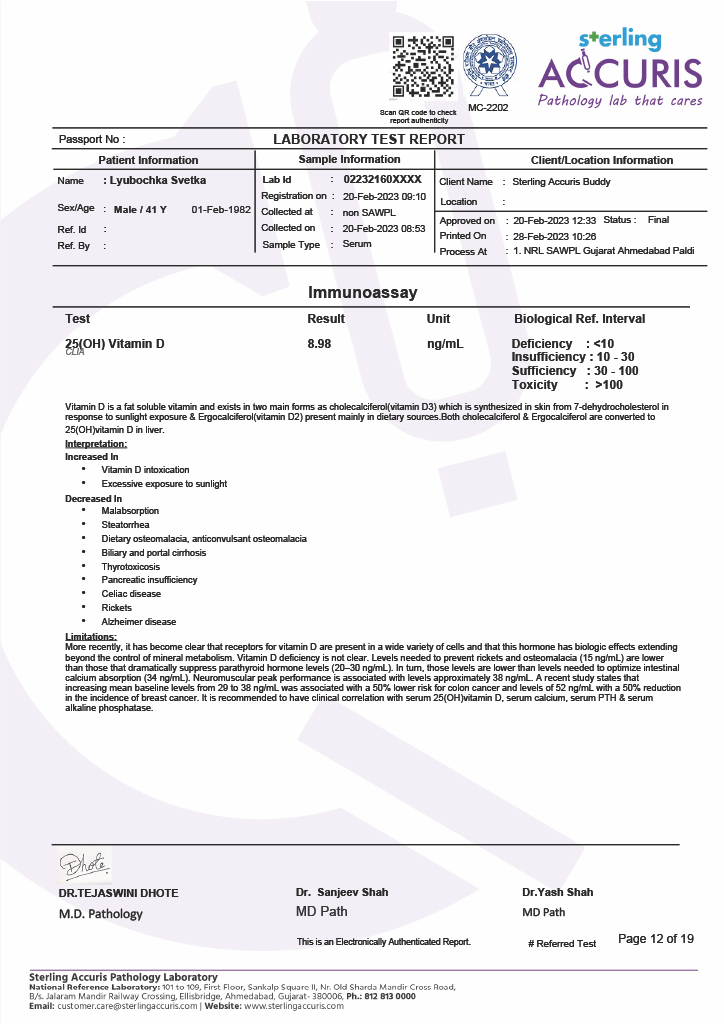 sterling
ACCURIS
Pathology lab that cares
Scan QR code to check
report authenticity
MC-2202
Passport No :
LABORATORY TEST REPORT
Patient Information
Sample Information
Client/Location Information
Name : Lyubochka Svetka
Lab Id : 02232160XXXX
Client Name : Sterling Accuris Buddy
Registration on : 20-Feb-2023 09:10
Location :
Sex/Age : Male / 41 Y 01-Feb-1982
Collected at : non SAWPL
Approved on : 20-Feb-2023 12:33 Status : Final
Ref. Id :
Collected on : 20-Feb-2023 08:53
Printed On : 28-Feb-2023 10:26
Ref. By :
Sample Type : Serum
Process At : 1. NRL SAWPL Gujarat Ahmedabad Paldi
Immunoassay
Test Result Unit Biological Ref. Interval
25(OH) Vitamin D 8.98 ng/mL Deficiency : <10
CLIA
Insufficiency : 10 - 30
Sufficiency : 30 - 100
Toxicity : >100
Vitamin D is a fat soluble vitamin and exists in two main forms as cholecalciferol(vitamin D3) which is synthesized in skin from 7-dehydrocholesterol in
response to sunlight exposure & Ergocalciferol(vitamin D2) present mainly in dietary sources.Both cholecalciferol & Ergocalciferol are converted to
25(OH)vitamin D in liver.
Interpretation:
Increased In
• Vitamin D intoxication
• Excessive exposure to sunlight
Decreased In
• Malabsorption
• Steatorrhea
• Dietary osteomalacia, anticonvulsant osteomalacia
• Biliary and portal cirrhosis
• Thyrotoxicosis
• Pancreatic insufficiency
• Celiac disease
• Rickets
• Alzheimer disease
Limitations:
More recently, it has become clear that receptors for vitamin D are present in a wide variety of cells and that this hormone has biologic effects extending
beyond the control of mineral metabolism. Vitamin D deficiency is not clear. Levels needed to prevent rickets and osteomalacia (15 ng/mL) are lower
than those that dramatically suppress parathyroid hormone levels (20–30 ng/mL). In turn, those levels are lower than levels needed to optimize intestinal
calcium absorption (34 ng/mL). Neuromuscular peak performance is associated with levels approximately 38 ng/mL. A recent study states that
increasing mean baseline levels from 29 to 38 ng/mL was associated with a 50% lower risk for colon cancer and levels of 52 ng/mL with a 50% reduction
in the incidence of breast cancer. It is recommended to have clinical correlation with serum 25(OH)vitamin D, serum calcium, serum PTH & serum
alkaline phosphatase.
Dhote
DR.TEJASWINI DHOTE
M.D. Pathology
Dr. Sanjeev Shah
MD Path
Dr.Yash Shah
MD Path
This is an Electronically Authenticated Report.
# Referred Test
Page 12 of 19
Sterling Accuris Pathology Laboratory
National Reference Laboratory: 101 to 109, First Floor, Sankalp Square II, Nr. Old Sharda Mandir Cross Road,
B/s. Jalaram Mandir Railway Crossing, Ellisbridge, Ahmedabad, Gujarat- 380006, Ph.: 812 813 0000
Email: customer.care@sterlingaccuris.com | Website: www.sterlingaccuris.com